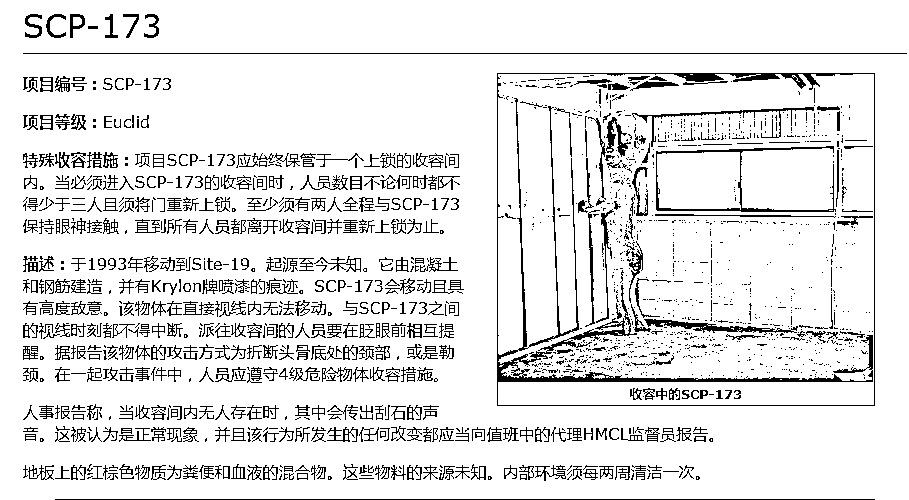 SCP-173
项目编号：SCP-173
项目等级：Euclid
特殊收容措施：项目SCP-173应始终保管于一个上锁的收容间
内。当必须进入SCP-173的收容间时，人员数目不论何时都不
得少于三人且须将门重新上锁。至少须有两人全程与SCP-173
保持眼神接触，直到所有人员都离开收容间并重新上锁为止。
描述：于1993年移动到Site-19。起源至今未知。它由混凝土
和钢筋建造，并有Krylon牌喷漆的痕迹。SCP-173会移动且具
有高度敌意。该物体在直接视线内无法移动。与SCP-173之间
的视线时刻都不得中断。派往收容间的人员要在眨眼前相互提
醒。据报告该物体的攻击方式为折断头骨底处的颈部，或是勒
颈。在一起攻击事件中，人员应遵守4级危险物体收容措施。
收容中的SCP-173
人事报告称，当收容间内无人存在时，其中会传出刮石的声
音。这被认为是正常现象，并且该行为所发生的任何改变都应当向值班中的代理HMCL监督员报告。
地板上的红棕色物质为粪便和血液的混合物。这些物料的来源未知。内部环境须每两周清洁一次。